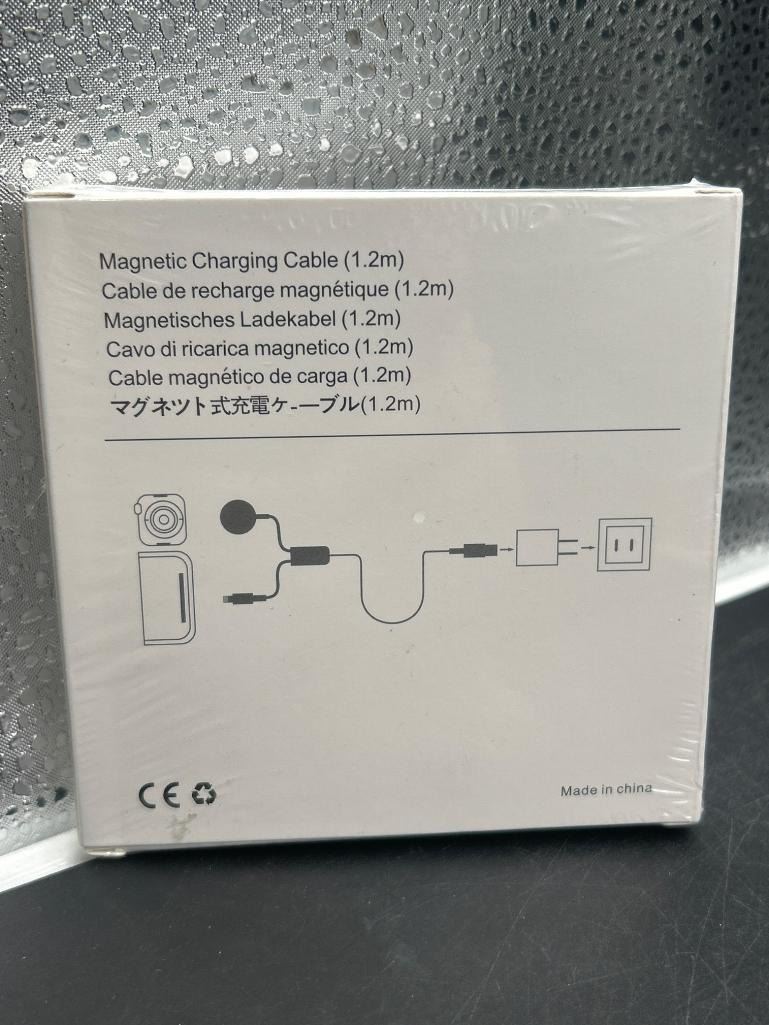 Magnetic Charging Cable (1.2m)
Cable de recharge magnétique (1.2m)
Magnetisches Ladekabel (1.2m)
Cavo di ricarica magnetico (1.2m)
Cable magnético de carga (1.2m)
マグネツト式充電ケ-ーブル(1.2m)
CE
Made in china